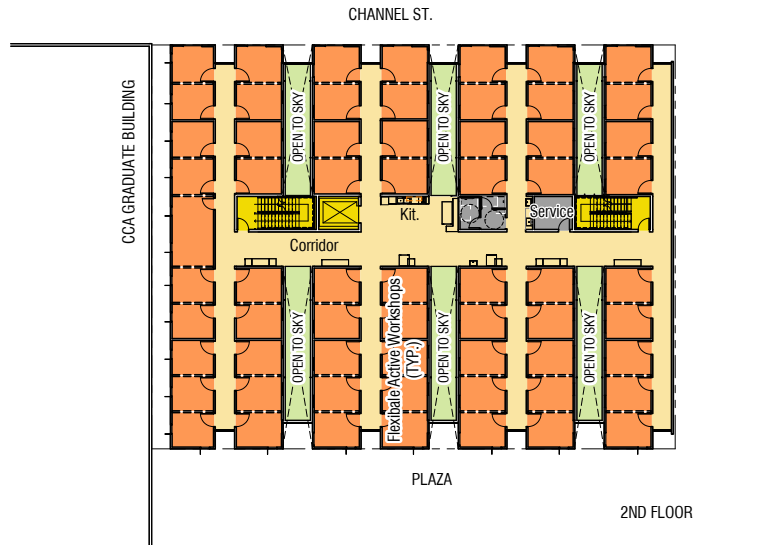 CHANNEL ST.
CCA GRADUATE BUILDING
OPEN TO SKY
OPEN TO SKY
OPEN TO SKY
Kit.
Service
Corridor
OPEN TO SKY
Flexibale Active Workshops
(TYP.)
OPEN TO SKY
OPEN TO SKY
PLAZA
2ND FLOOR